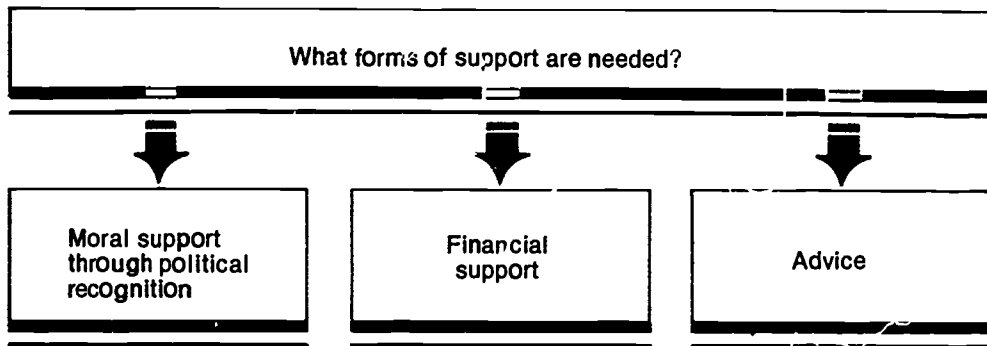 What forms of support are needed?
Moral support
through political
recognition
Financial
support
Advice